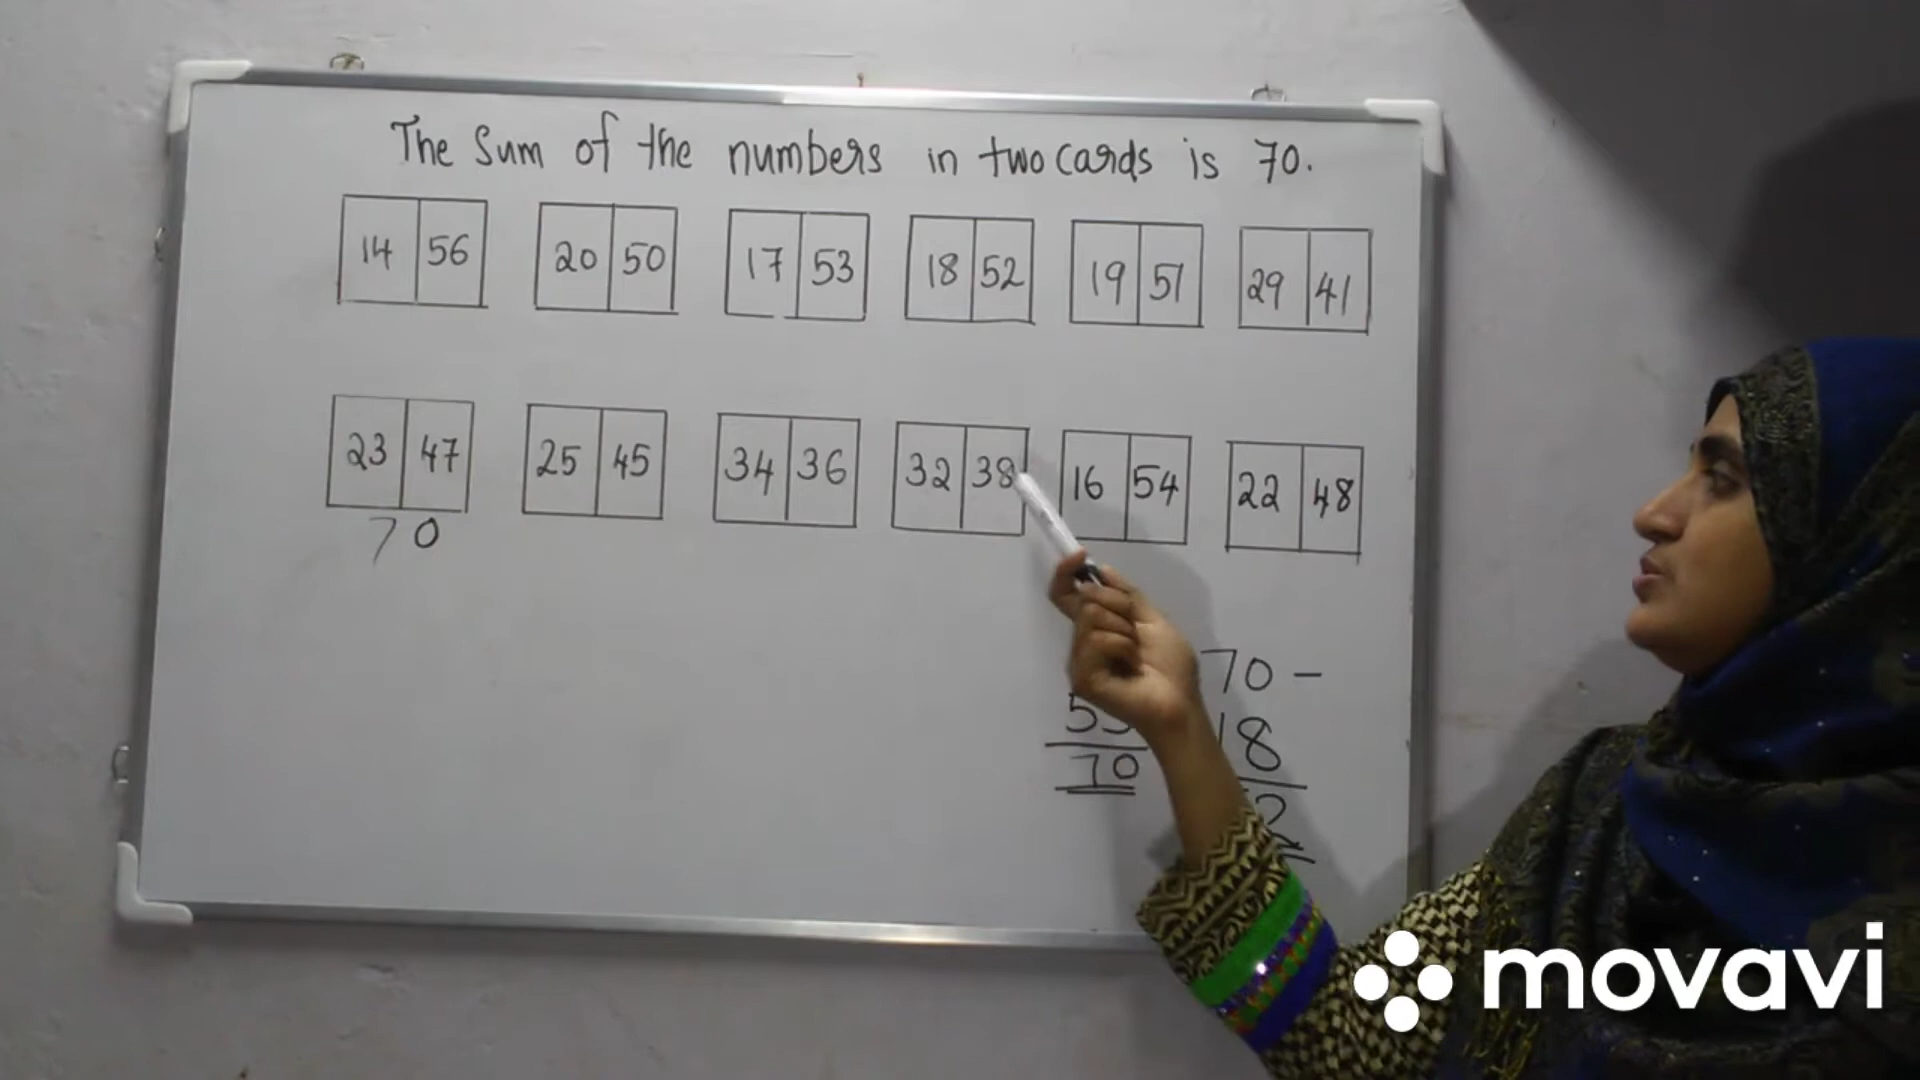 The Sum of the numbers in two cards is 70.
14 56 20 50 17 53 18 52 19 51 29 41
23 47 25 45 34 36 32 38 16 54 22 48
70
70 -
18
70
2
movavi